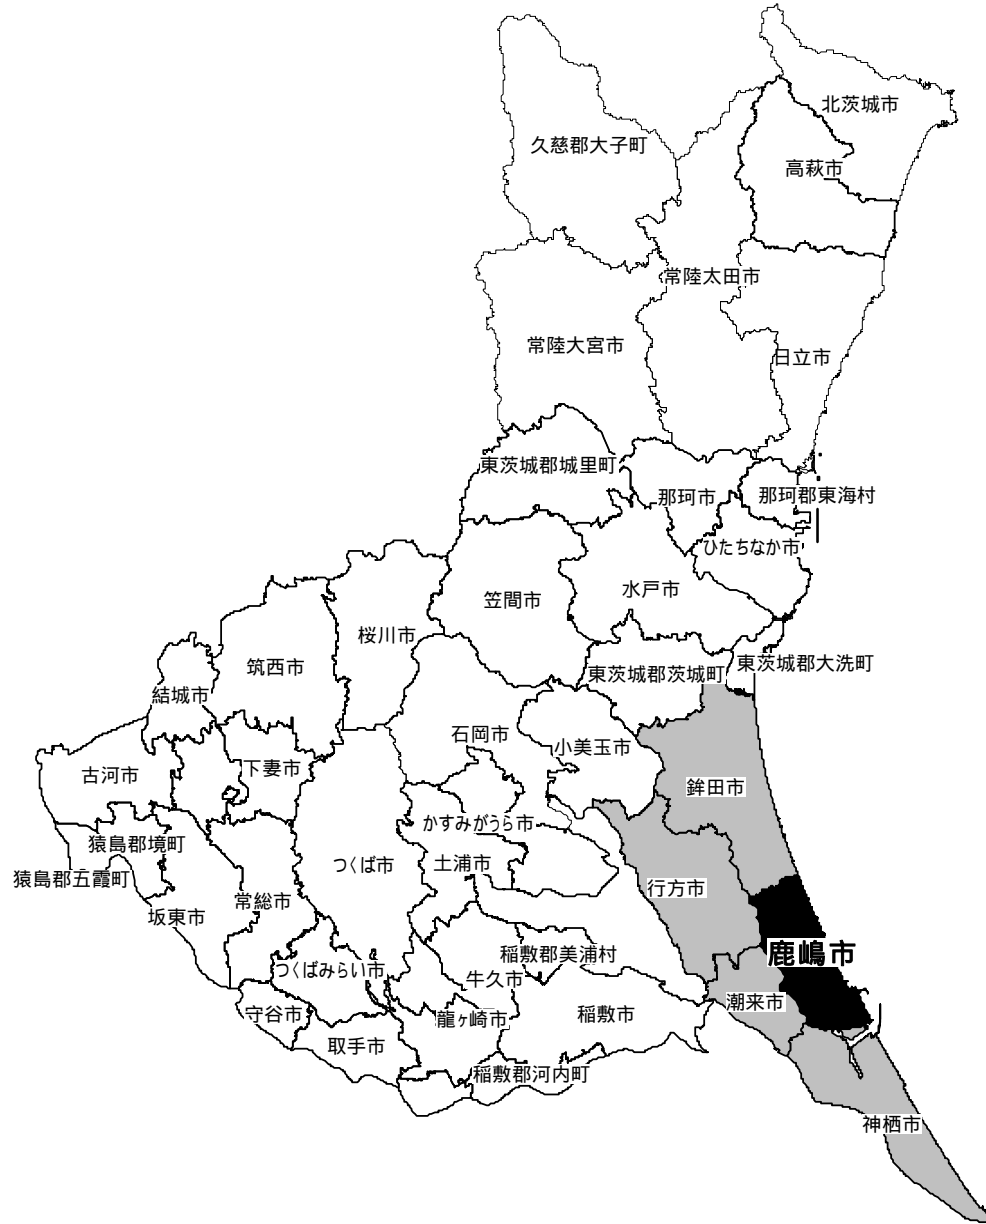 北茨城市
久慈郡大子町
高萩市
常陸太田市
常陸大宮市
日立市
東茨城郡城里町
那珂市
那珂郡東海村
ひたちなか市
笠間市
水戸市
桜川市
筑西市
東茨城郡茨城町
東茨城郡大洗町
結城市
石岡市
小美玉市
下妻市
古河市
鉾田市
かすみがうら市
猿島郡境町
つくば市
土浦市
猿島郡五霞町
行方市
常総市
坂東市
稲敷郡美浦村
鹿嶋市
つくばみらい市
牛久市
潮来市
守谷市
龍ヶ崎市
稲敷市
取手市
稲敷郡河内町
神栖市